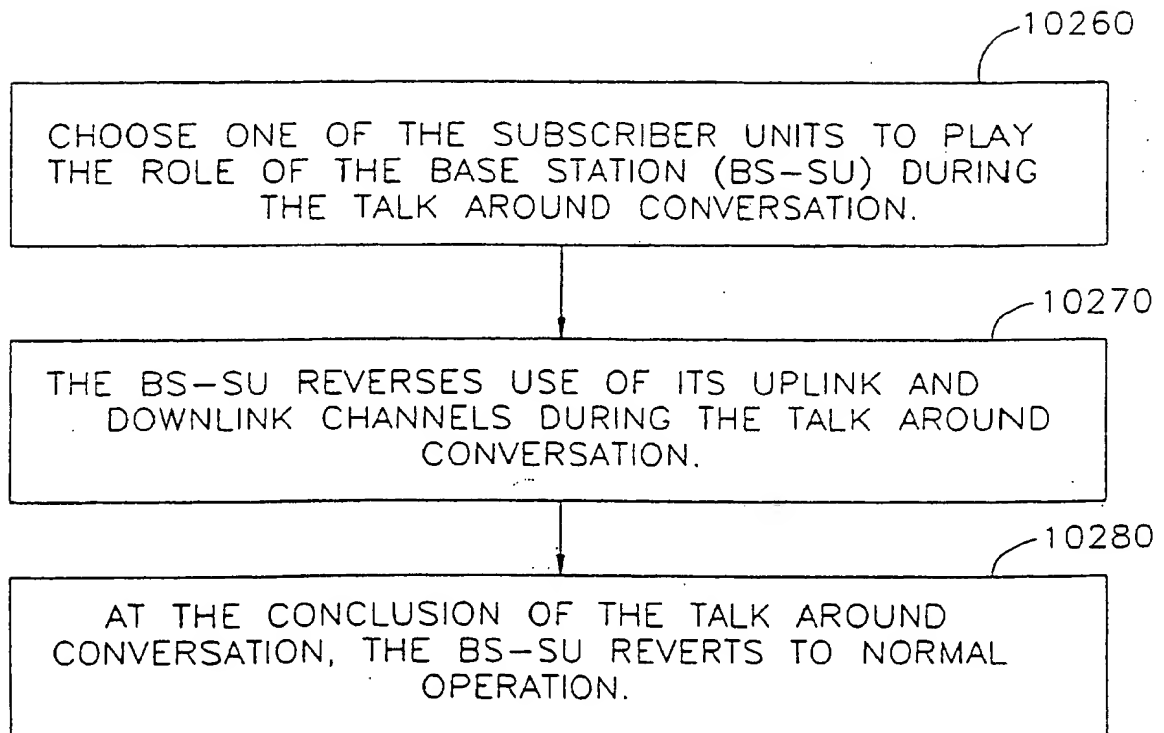 10260
CHOOSE ONE OF THE SUBSCRIBER UNITS TO PLAY
THE ROLE OF THE BASE STATION (BS-SU) DURING
THE TALK AROUND CONVERSATION.
10270
THE BS-SU REVERSES USE OF ITS UPLINK AND
DOWNLINK CHANNELS DURING THE TALK AROUND
CONVERSATION.
10280
AT THE CONCLUSION OF THE TALK AROUND
CONVERSATION, THE BS-SU REVERTS TO NORMAL
OPERATION.